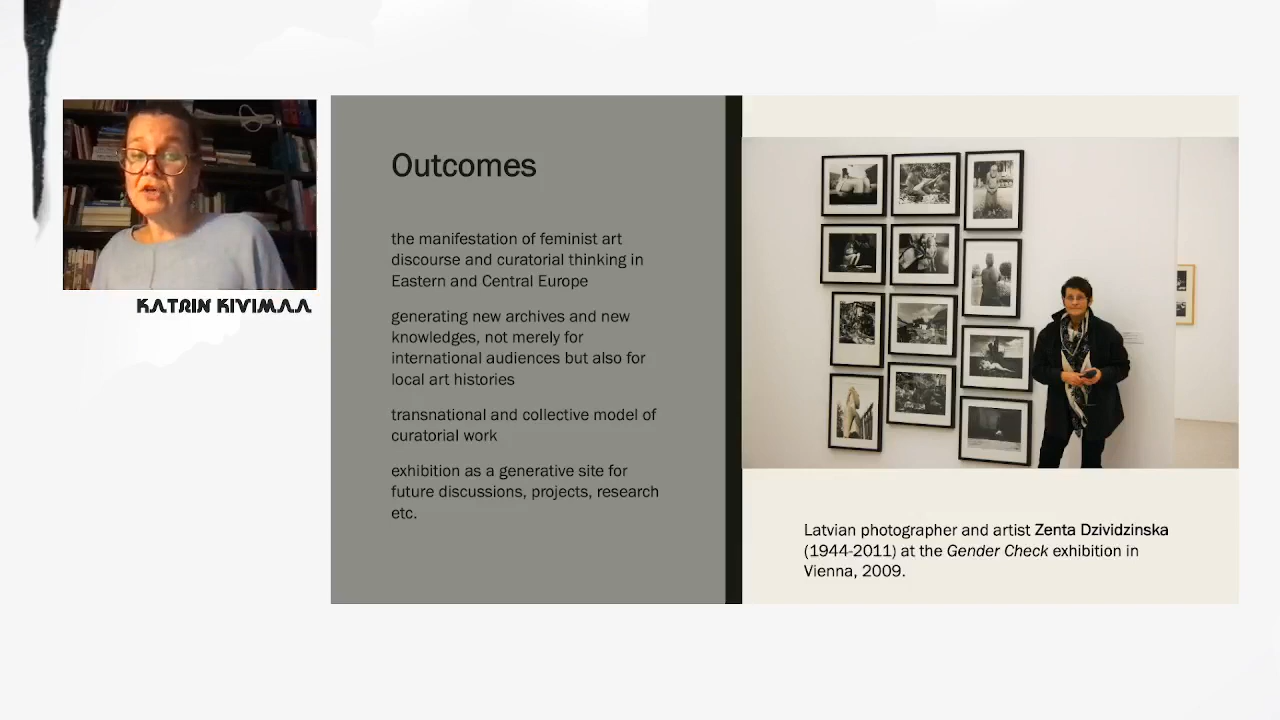 KATRIN KIVIMAA
Outcomes
the manifestation of feminist art
discourse and curatorial thinking in
Eastern and Central Europe
generating new archives and new
knowledges, not merely for
international audiences but also for
local art histories
transnational and collective model of
curatorial work
exhibition as a generative site for
future discussions, projects, research
etc.
Latvian photographer and artist Zenta Dzividzinska
(1944-2011) at the Gender Check exhibition in
Vienna, 2009.